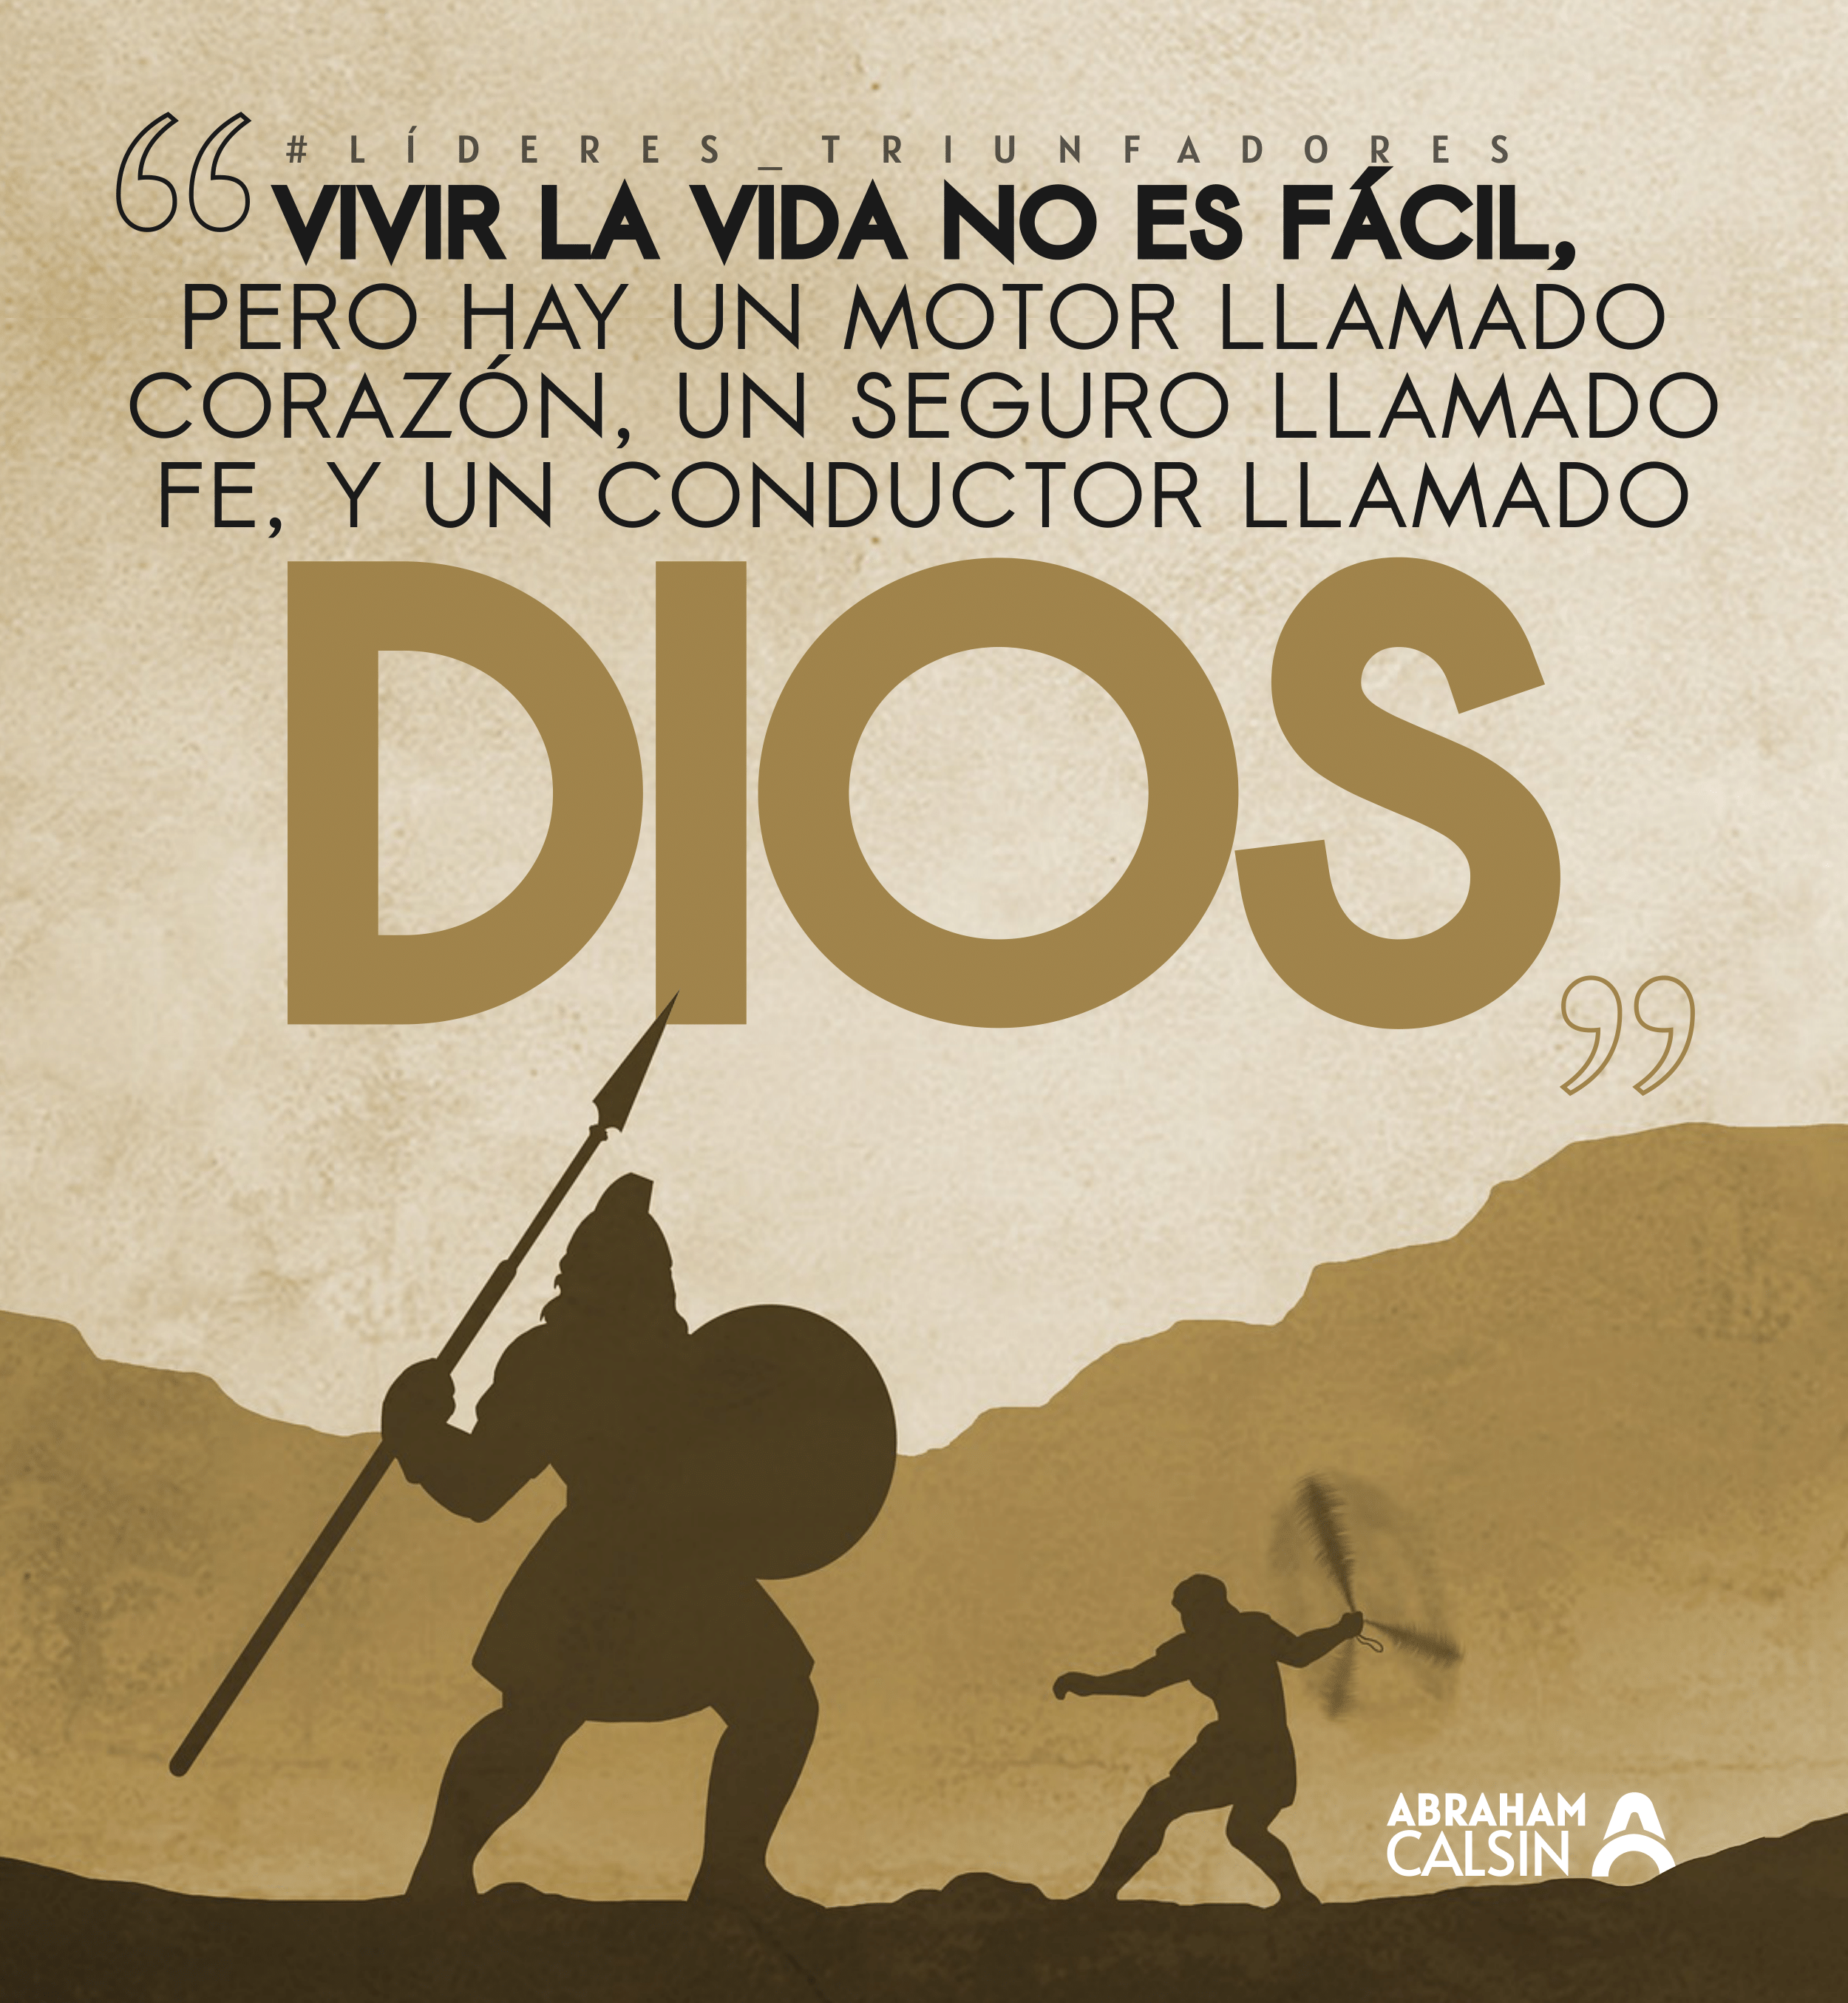 “ #LÍDERES_TRIUNFADORES
VIVIR LA VIDA NO ES FÁCIL,
PERO HAY UN MOTOR LLAMADO
CORAZÓN, UN SEGURO LLAMADO
FE, Y UN CONDUCTOR LLAMADO
DIOS ”
ABRAHAM
CALSIN